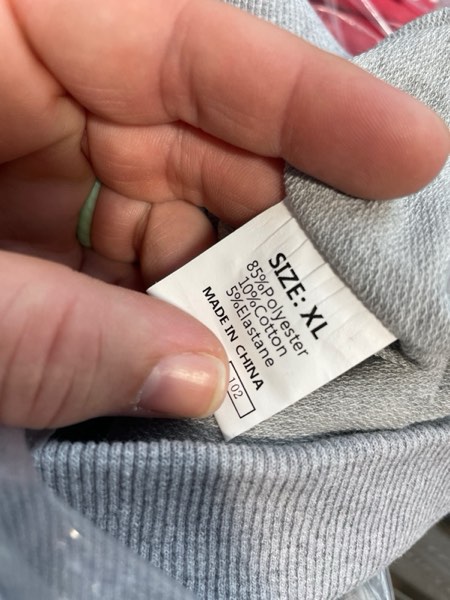 SIZE: XL
85%Polyester
10%Cotton
5%Elastane
MADE IN CHINA
102